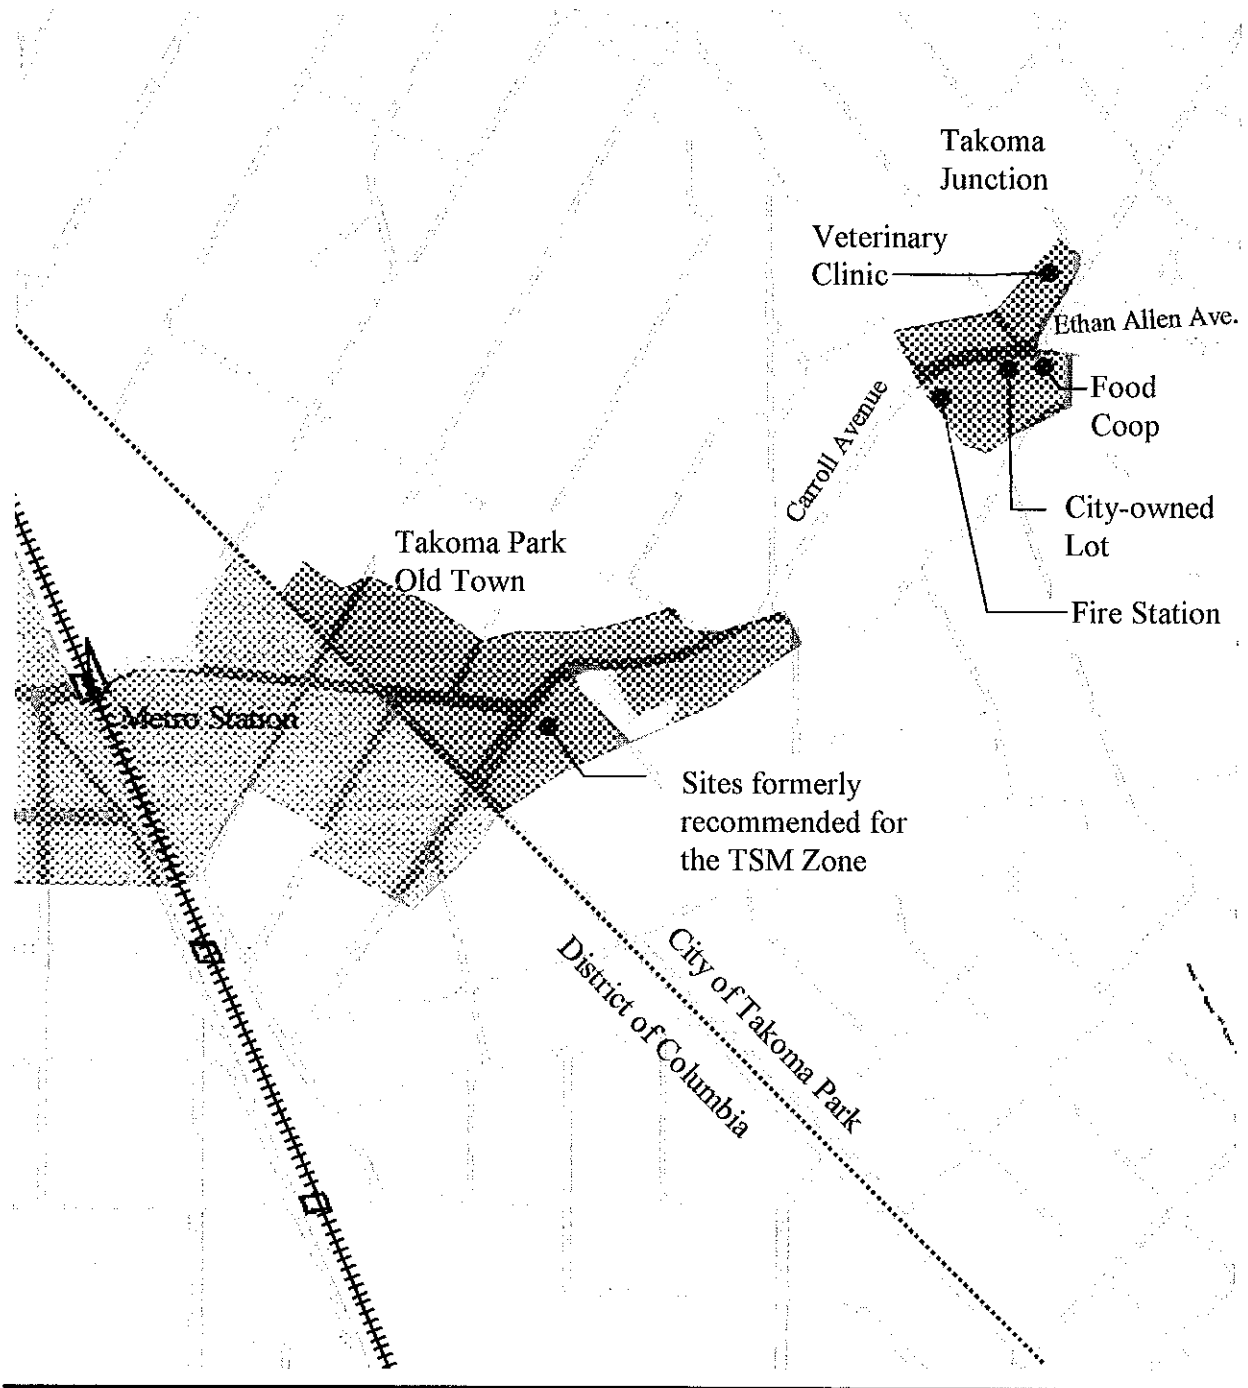 Takoma
Junction
Veterinary
Clinic
Ethan Allen Ave.
Food
Coop
Carroll Avenue
City-owned
Lot
Takoma Park
Old Town
Fire Station
Metro Station
Sites formerly
recommended for
the TSM Zone
City of Takoma Park
District of Columbia